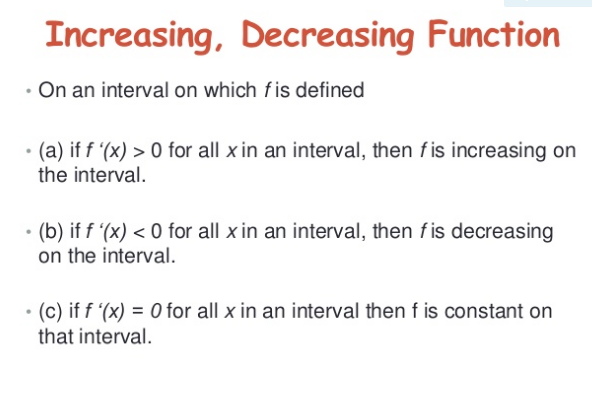 Increasing, Decreasing Function
• On an interval on which f is defined
• (a) if f ‘(x) > 0 for all x in an interval, then f is increasing on
the interval.
• (b) if f ‘(x) < 0 for all x in an interval, then f is decreasing
on the interval.
• (c) if f ‘(x) = 0 for all x in an interval then f is constant on
that interval.